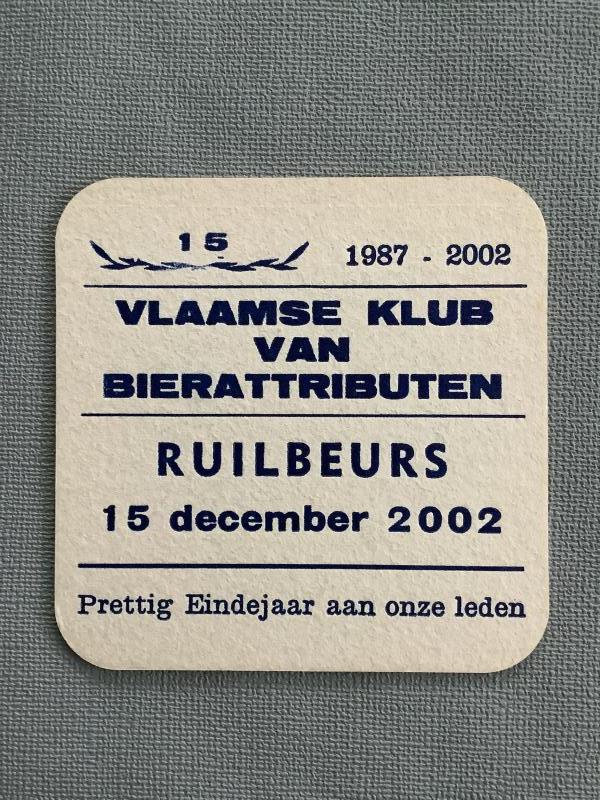 15 1987 - 2002
VLAAMSE KLUB
VAN
BIERATTRIBUTEN
RUILBEURS
15 december 2002
Prettig Eindejaar aan onze leden